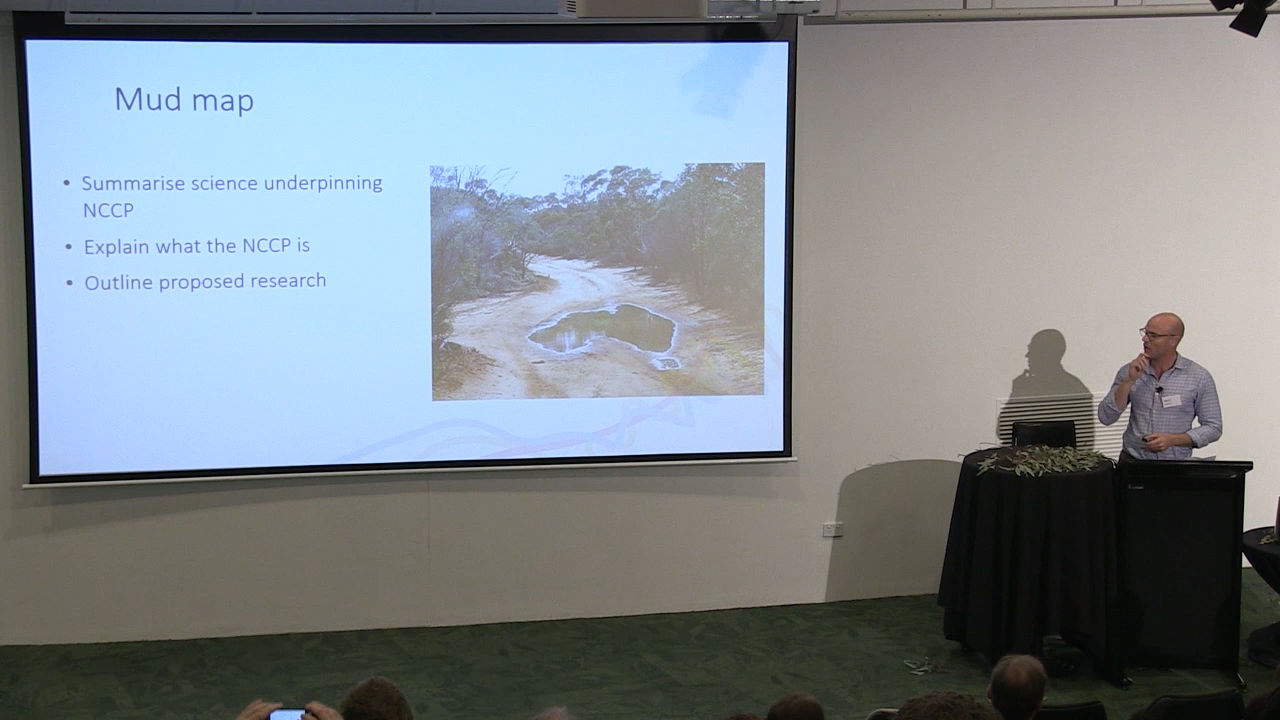 Mud map
• Summarise science underpinning
NCCP
• Explain what the NCCP is
• Outline proposed research